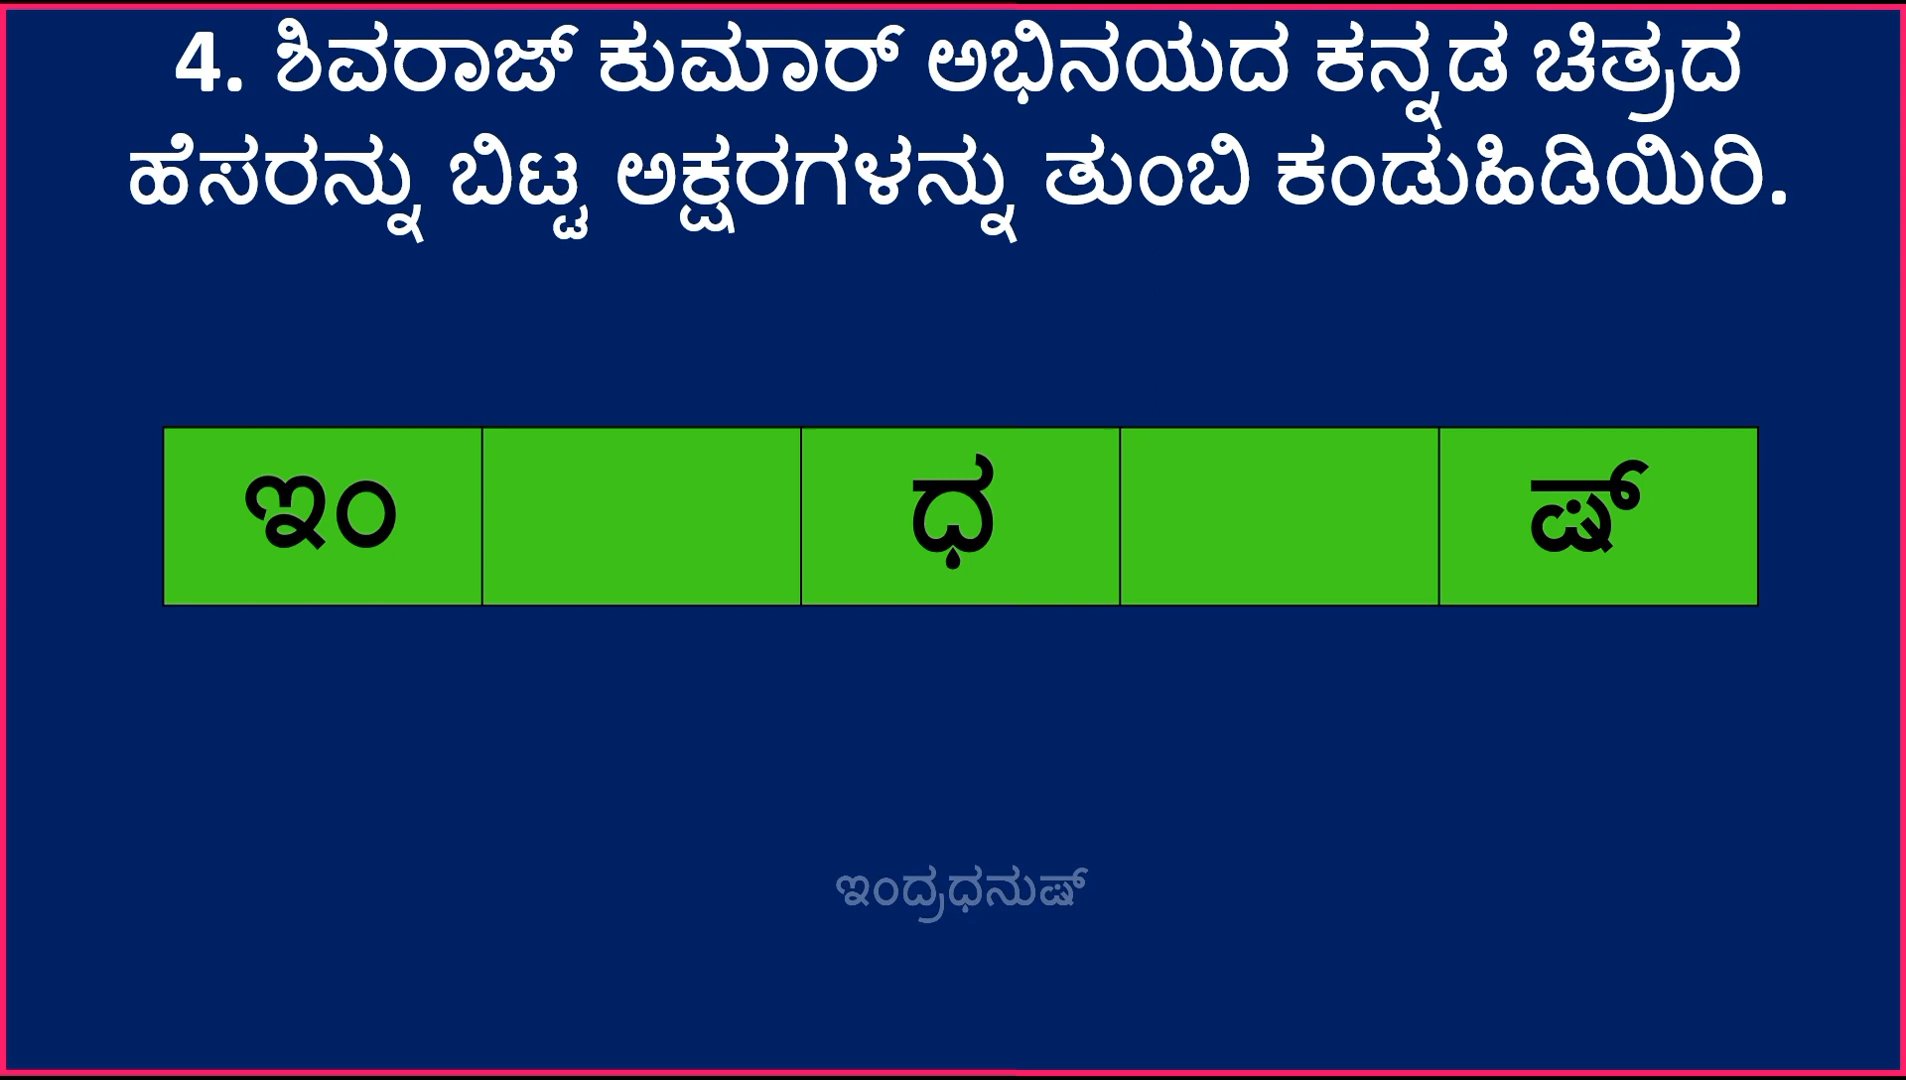 4. ಶಿವರಾಜ್ ಕುಮಾರ್ ಅಭಿನಯದ ಕನ್ನಡ ಚಿತ್ರದ
ಹೆಸರನ್ನು ಬಿಟ್ಟ ಅಕ್ಷರಗಳನ್ನು ತುಂಬಿ ಕಂಡುಹಿಡಿಯಿರಿ.
ಇಂ ಧ ಷ್
ಇಂದ್ರಧನುಷ್